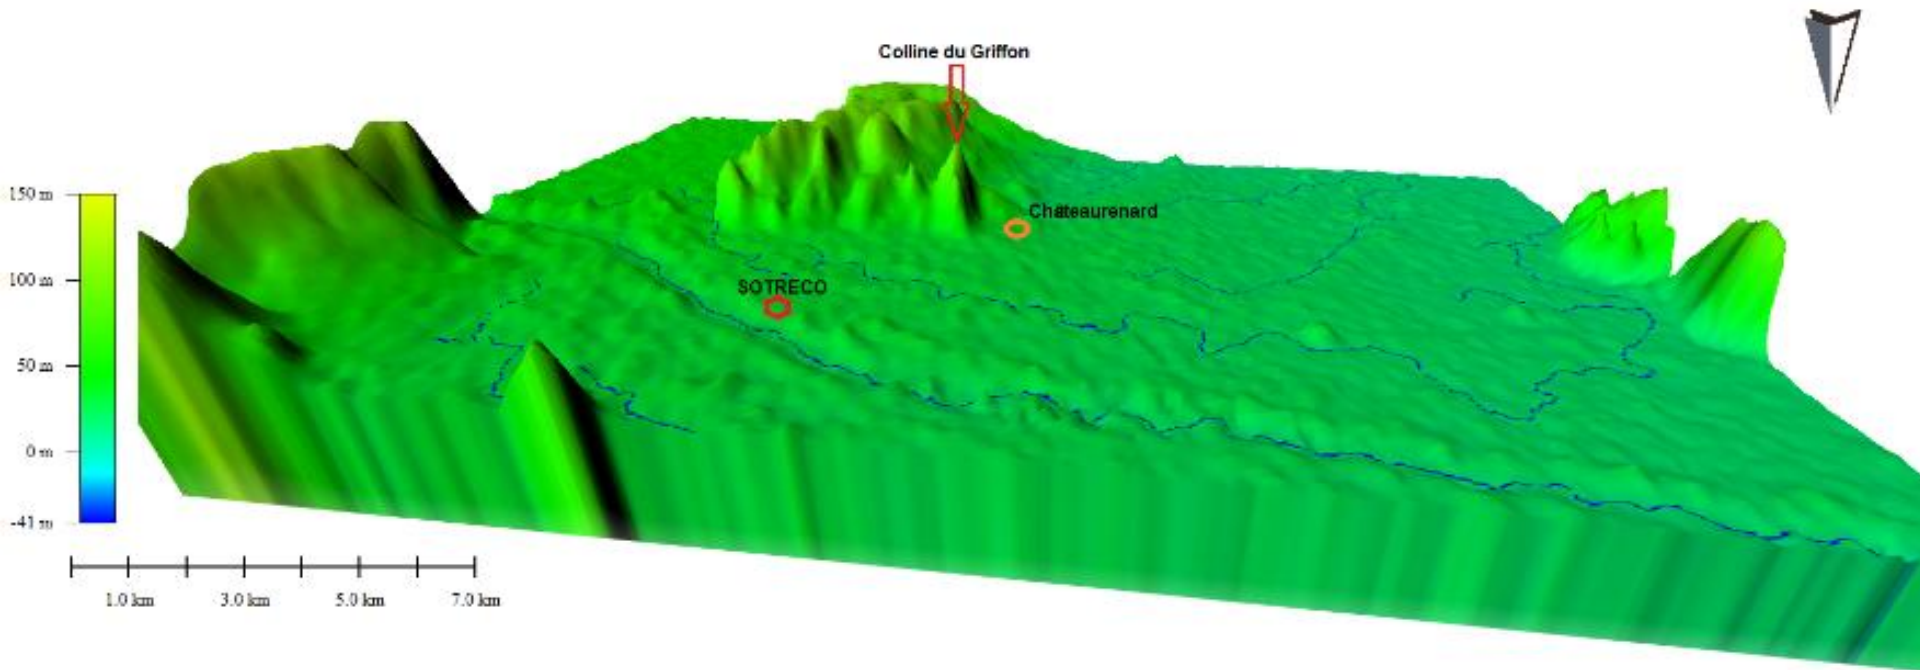 Colline du Griffon
Châteaurenard
SOTRECO
150 m
100 m
50 m
0 m
-41 m
1.0 km
3.0 km
5.0 km
7.0 km